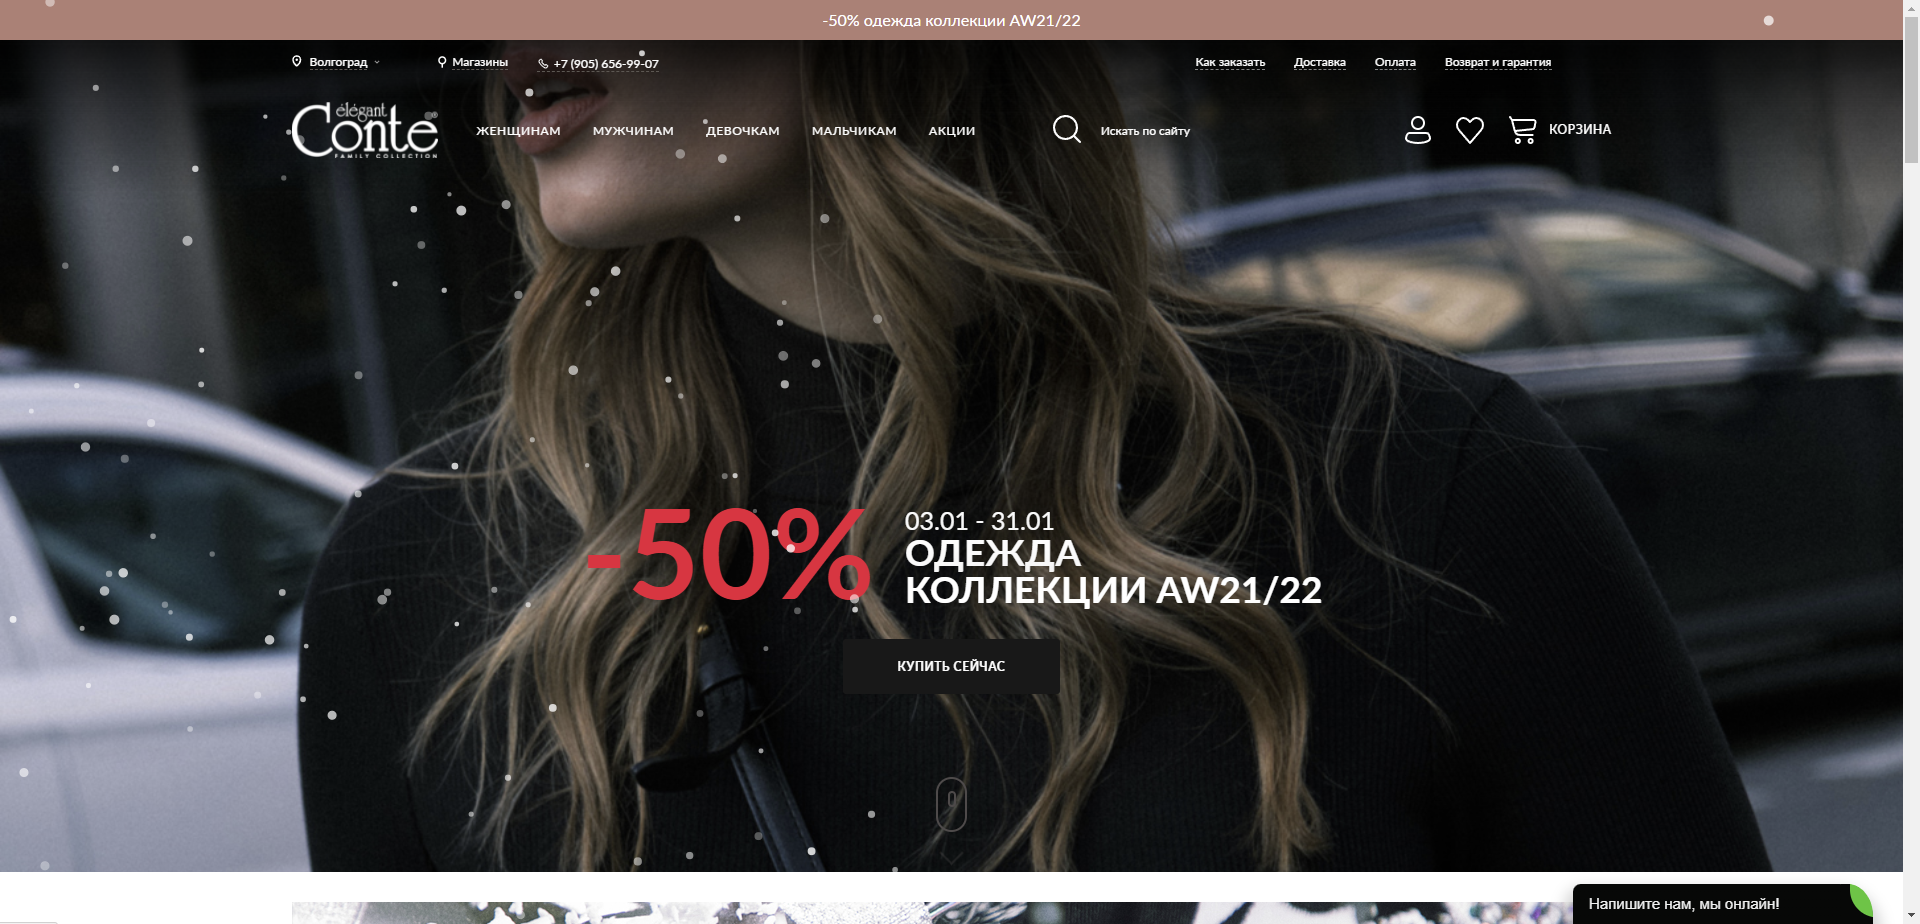 -50% одежда коллекции AW21/22
Волгоград
Магазины
+7 (905) 656-99-07
Как заказать
Доставка
Оплата
Возврат и гарантия
élégant
Conte
FAMILY COLLECTION
ЖЕНЩИНАМ
МУЖЧИНАМ
ДЕВОЧКАМ
МАЛЬЧИКАМ
АКЦИИ
Искать по сайту
КОРЗИНА
-50%
03.01 - 31.01
ОДЕЖДА
КОЛЛЕКЦИИ AW21/22
КУПИТЬ СЕЙЧАС
Напишите нам, мы онлайн!